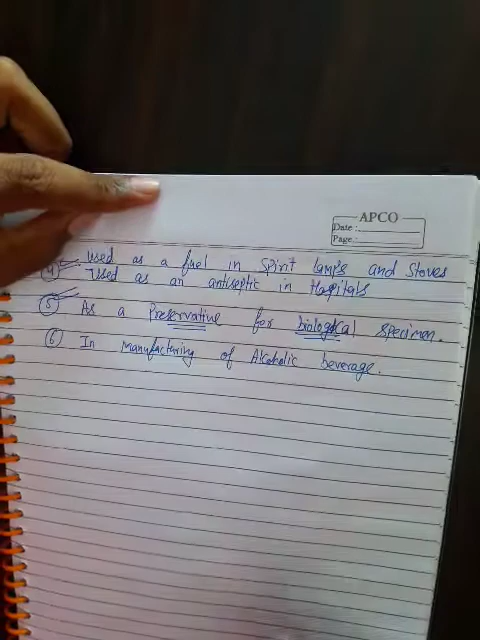 APCO
Date :
Page :
used as a fuel in Spirit lamps and Stoves
④ Used as an antiseptic in Hospitals
⑤ As a Preservative for biological specimen.
⑥ In manufacturing of Alcoholic beverage.